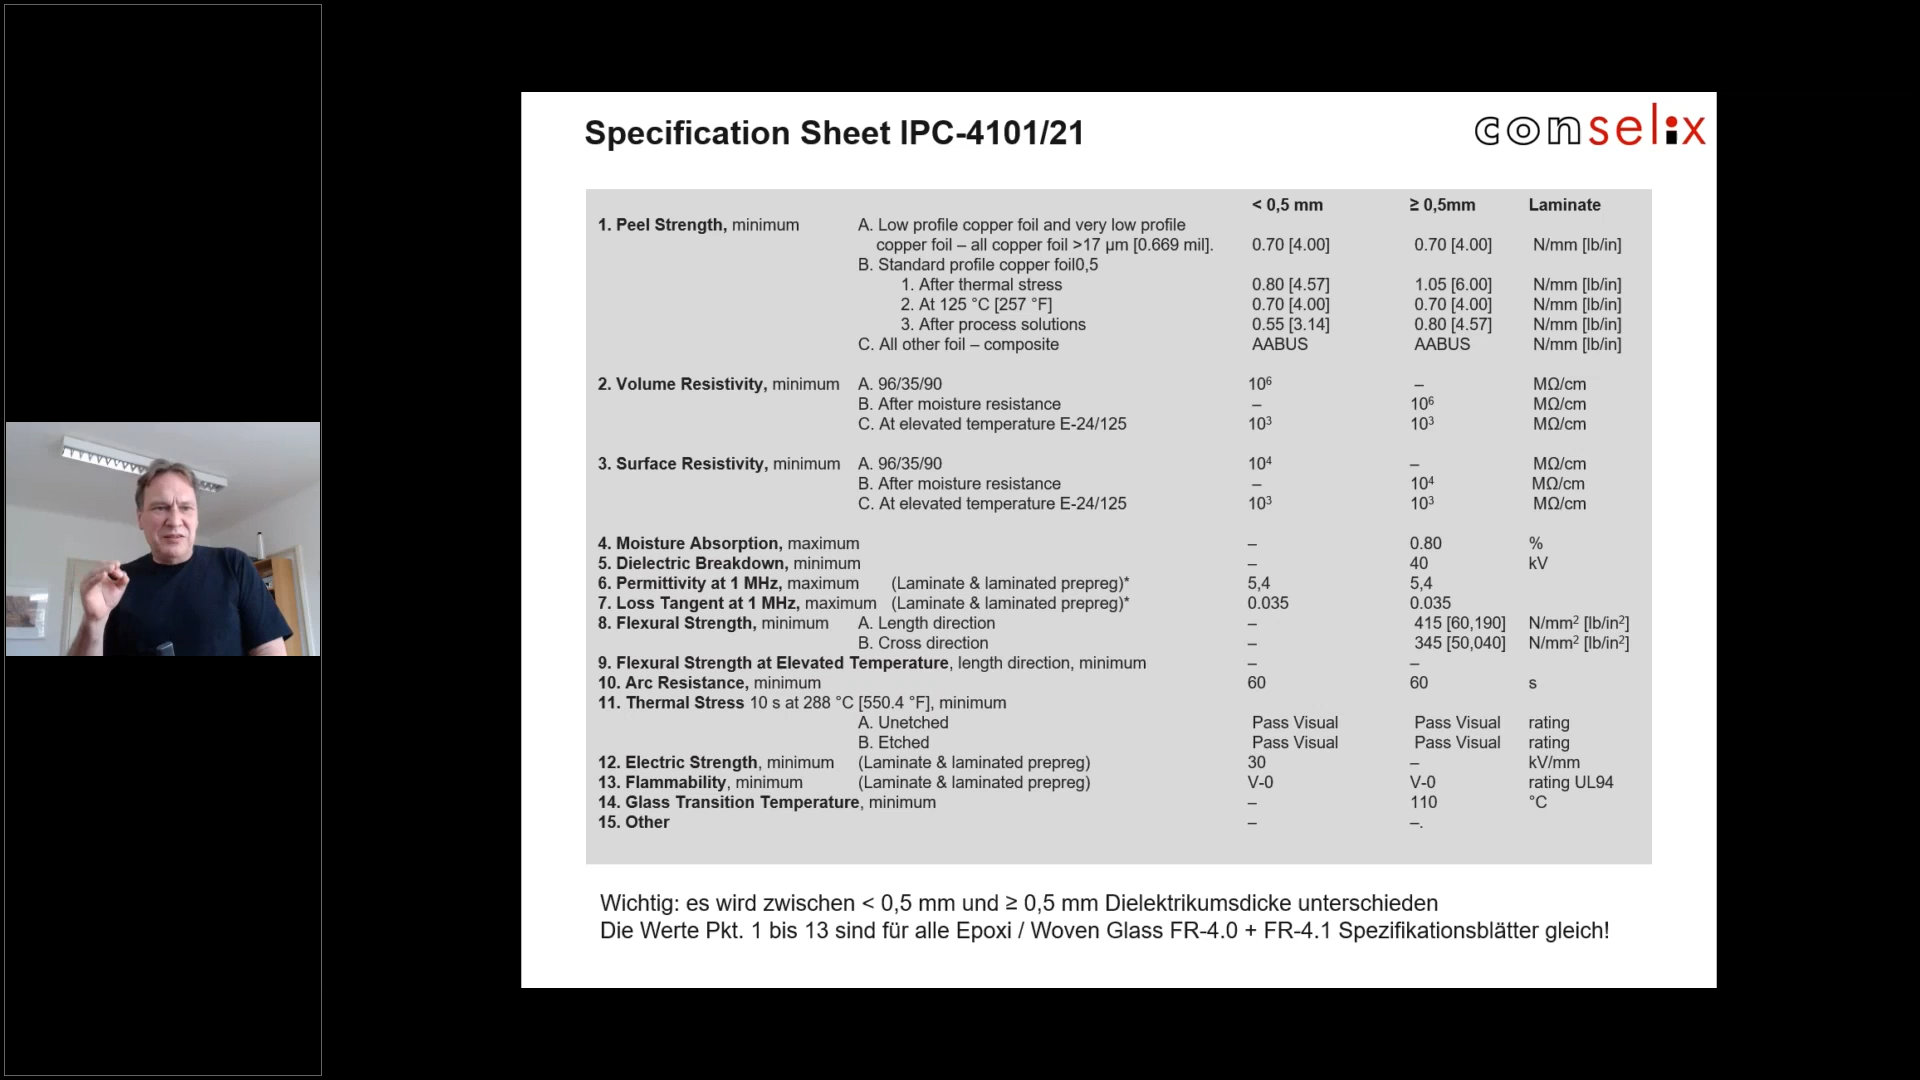 Specification Sheet IPC-4101/21
conselix
< 0,5 mm ≥ 0,5mm Laminate
1. Peel Strength, minimum A. Low profile copper foil and very low profile
copper foil – all copper foil >17 µm [0.669 mil]. 0.70 [4.00] 0.70 [4.00] N/mm [lb/in]
B. Standard profile copper foil0,5
1. After thermal stress 0.80 [4.57] 1.05 [6.00] N/mm [lb/in]
2. At 125 °C [257 °F] 0.70 [4.00] 0.70 [4.00] N/mm [lb/in]
3. After process solutions 0.55 [3.14] 0.80 [4.57] N/mm [lb/in]
C. All other foil – composite AABUS AABUS N/mm [lb/in]
2. Volume Resistivity, minimum A. 96/35/90 10⁶ – MΩ/cm
B. After moisture resistance – 10⁶ MΩ/cm
C. At elevated temperature E-24/125 10³ 10³ MΩ/cm
3. Surface Resistivity, minimum A. 96/35/90 10⁴ – MΩ/cm
B. After moisture resistance – 10⁴ MΩ/cm
C. At elevated temperature E-24/125 10³ 10³ MΩ/cm
4. Moisture Absorption, maximum – 0.80 %
5. Dielectric Breakdown, minimum – 40 kV
6. Permittivity at 1 MHz, maximum (Laminate & laminated prepreg)* 5,4 5,4
7. Loss Tangent at 1 MHz, maximum (Laminate & laminated prepreg)* 0.035 0.035
8. Flexural Strength, minimum A. Length direction – 415 [60,190] N/mm² [lb/in²]
B. Cross direction – 345 [50,040] N/mm² [lb/in²]
9. Flexural Strength at Elevated Temperature, length direction, minimum – –
10. Arc Resistance, minimum 60 60 s
11. Thermal Stress 10 s at 288 °C [550.4 °F], minimum
A. Unetched Pass Visual Pass Visual rating
B. Etched Pass Visual Pass Visual rating
12. Electric Strength, minimum (Laminate & laminated prepreg) 30 – kV/mm
13. Flammability, minimum (Laminate & laminated prepreg) V-0 V-0 rating UL94
14. Glass Transition Temperature, minimum – 110 °C
15. Other – –.
Wichtig: es wird zwischen < 0,5 mm und ≥ 0,5 mm Dielektrikumsdicke unterschieden
Die Werte Pkt. 1 bis 13 sind für alle Epoxi / Woven Glass FR-4.0 + FR-4.1 Spezifikationsblätter gleich!